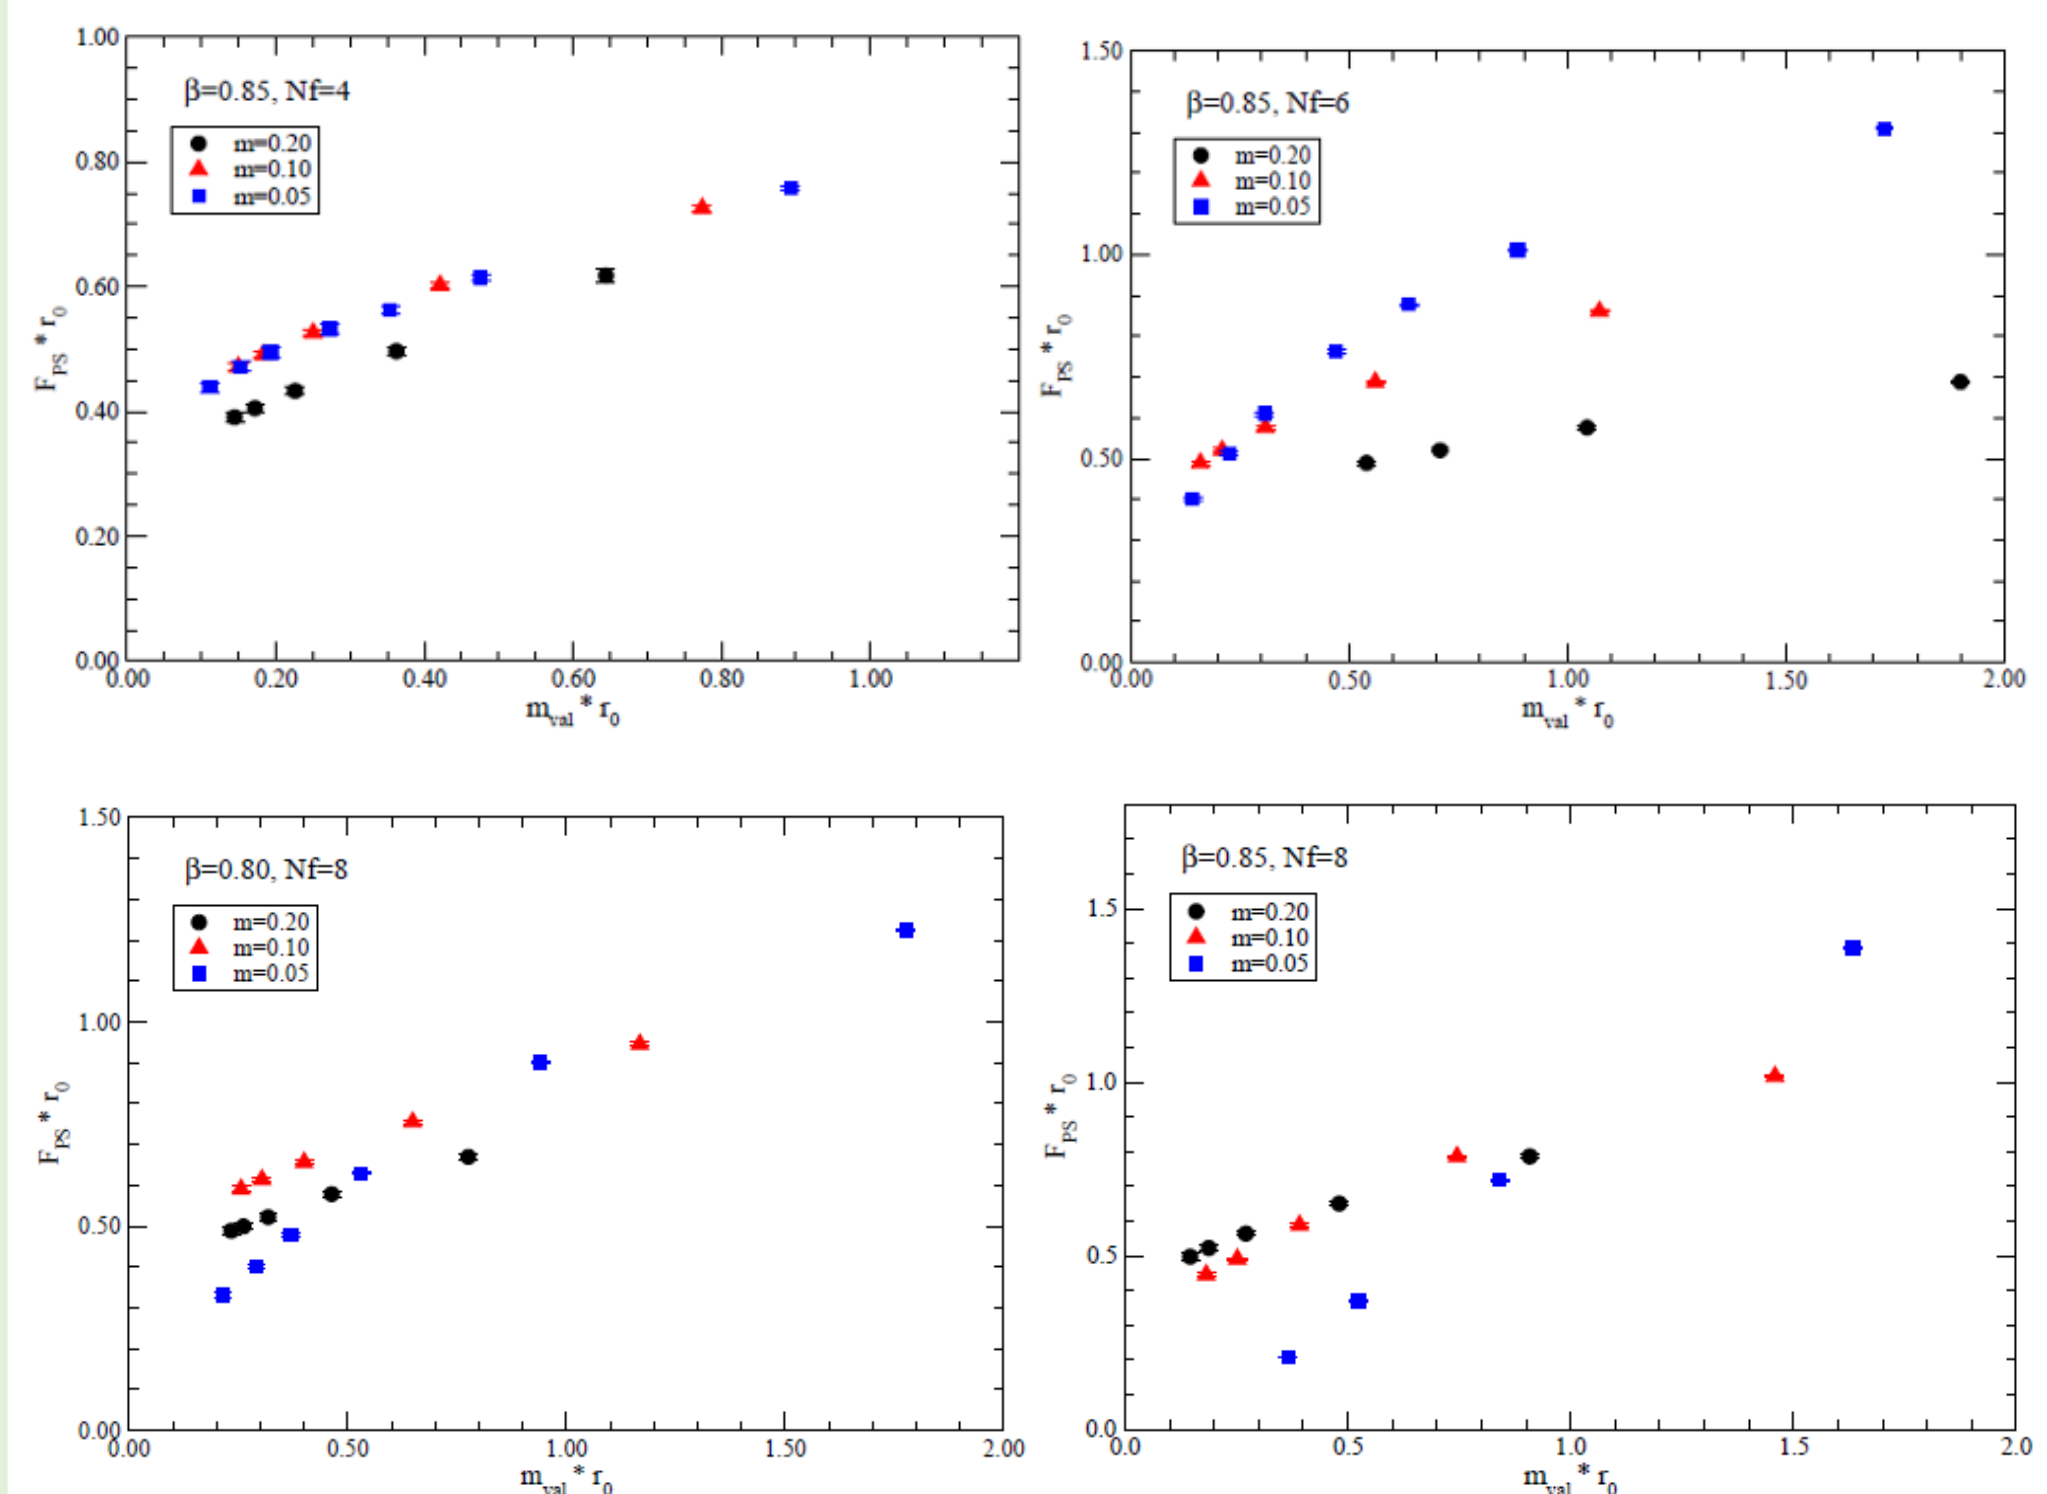 β=0.85, Nf=4
m=0.20
m=0.10
m=0.05
1.00
0.80
0.60
0.40
0.20
0.00
F_PS * r_0
0.00 0.20 0.40 0.60 0.80 1.00
m_val * r_0
β=0.85, Nf=6
m=0.20
m=0.10
m=0.05
1.50
1.00
0.50
0.00
F_PS * r_0
0.00 0.50 1.00 1.50 2.00
m_val * r_0
β=0.80, Nf=8
m=0.20
m=0.10
m=0.05
1.50
1.00
0.50
0.00
F_PS * r_0
0.00 0.50 1.00 1.50 2.00
m_val * r_0
β=0.85, Nf=8
m=0.20
m=0.10
m=0.05
1.5
1.0
0.5
0.0
F_PS * r_0
0.0 0.5 1.0 1.5 2.0
m_val * r_0